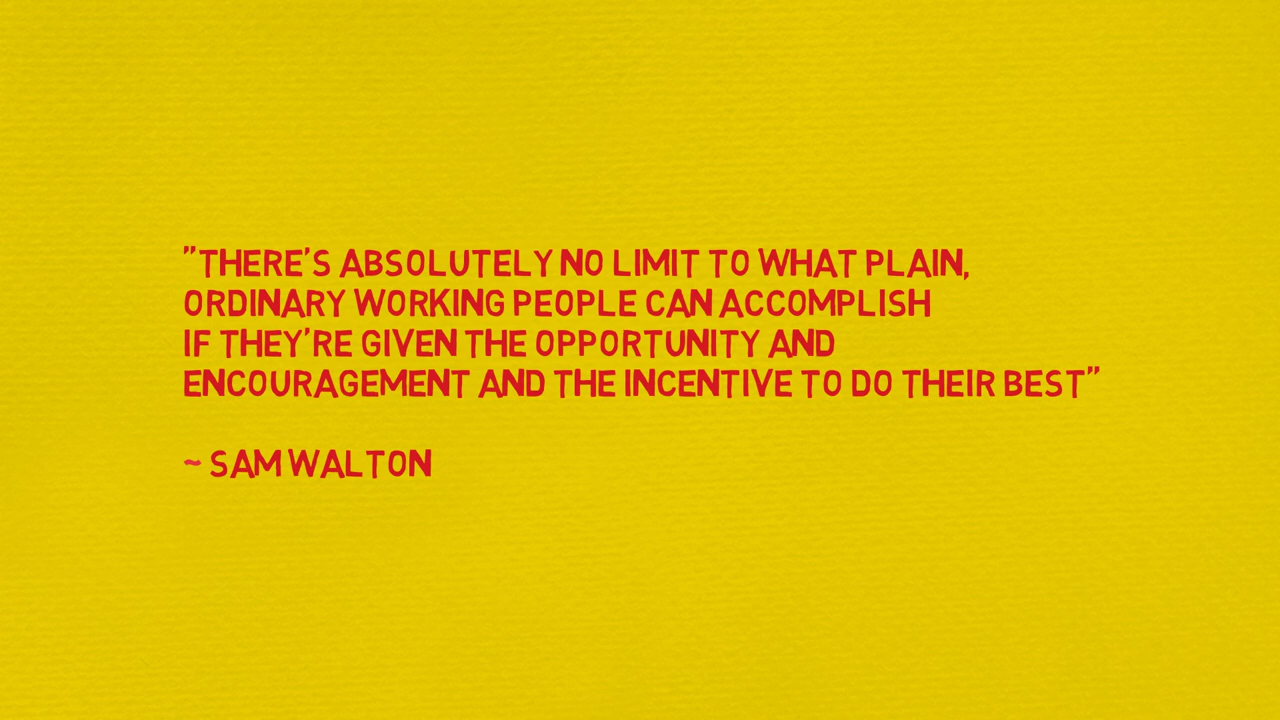 "THERE'S ABSOLUTELY NO LIMIT TO WHAT PLAIN,
ORDINARY WORKING PEOPLE CAN ACCOMPLISH
IF THEY'RE GIVEN THE OPPORTUNITY AND
ENCOURAGEMENT AND THE INCENTIVE TO DO THEIR BEST"
~ SAM WALTON